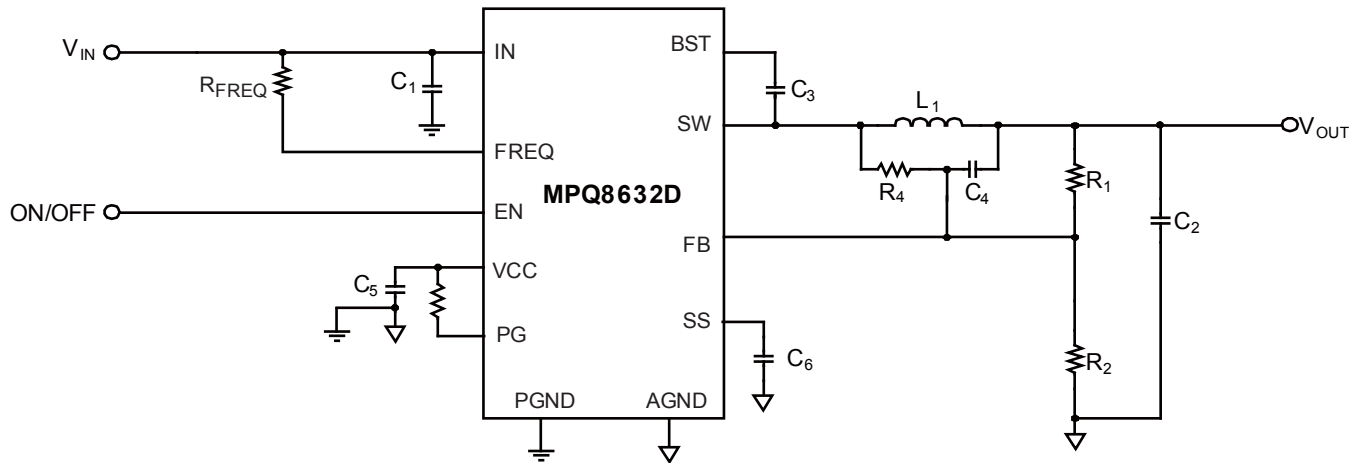 V_IN
IN
BST
R_FREQ
C_1
C_3
L_1
SW
V_OUT
FREQ
MPQ8632D
R_4
C_4
R_1
ON/OFF
EN
C_2
FB
VCC
C_5
SS
PG
C_6
R_2
PGND
AGND